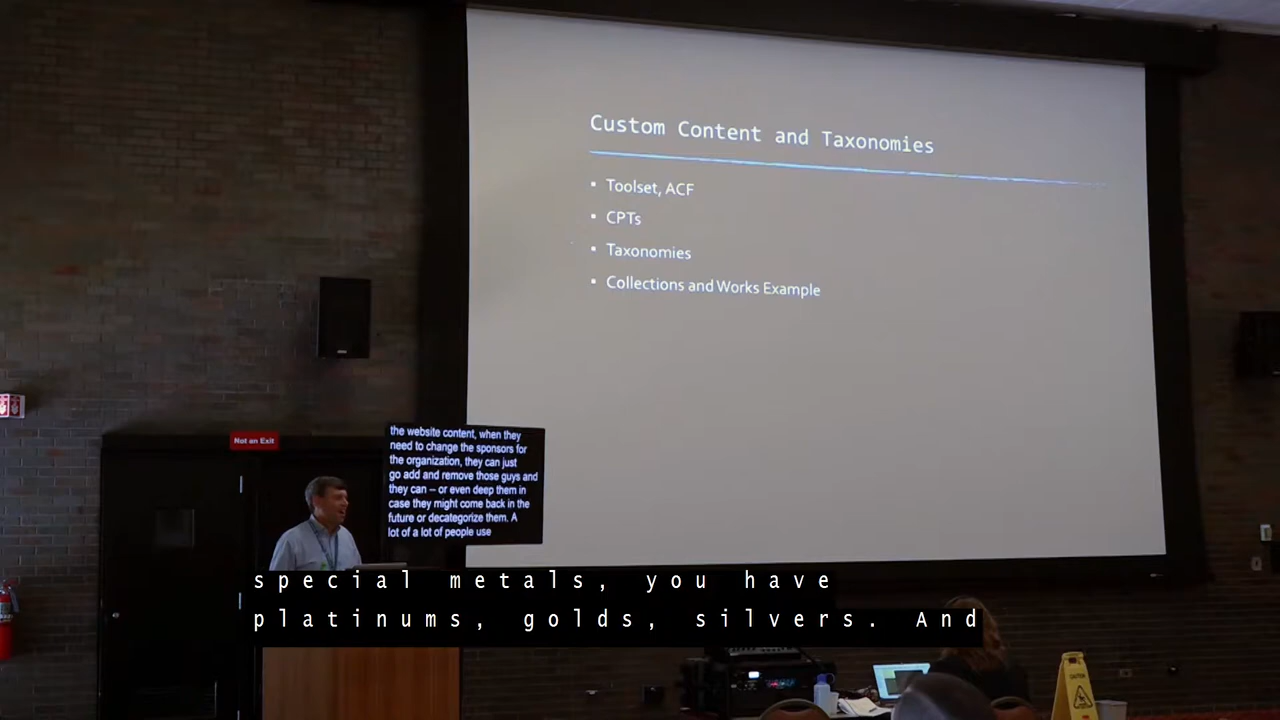 Custom Content and Taxonomies
▪ Toolset, ACF
▪ CPTs
▪ Taxonomies
▪ Collections and Works Example
Not an Exit
the website content, when they
need to change the sponsors for
the organization, they can just
go add and remove those guys and
they can – or even deep them in
case they might come back in the
future or decategorize them. A
lot of a lot of people use
special metals, you have
platinums, golds, silvers. And
CAUTION